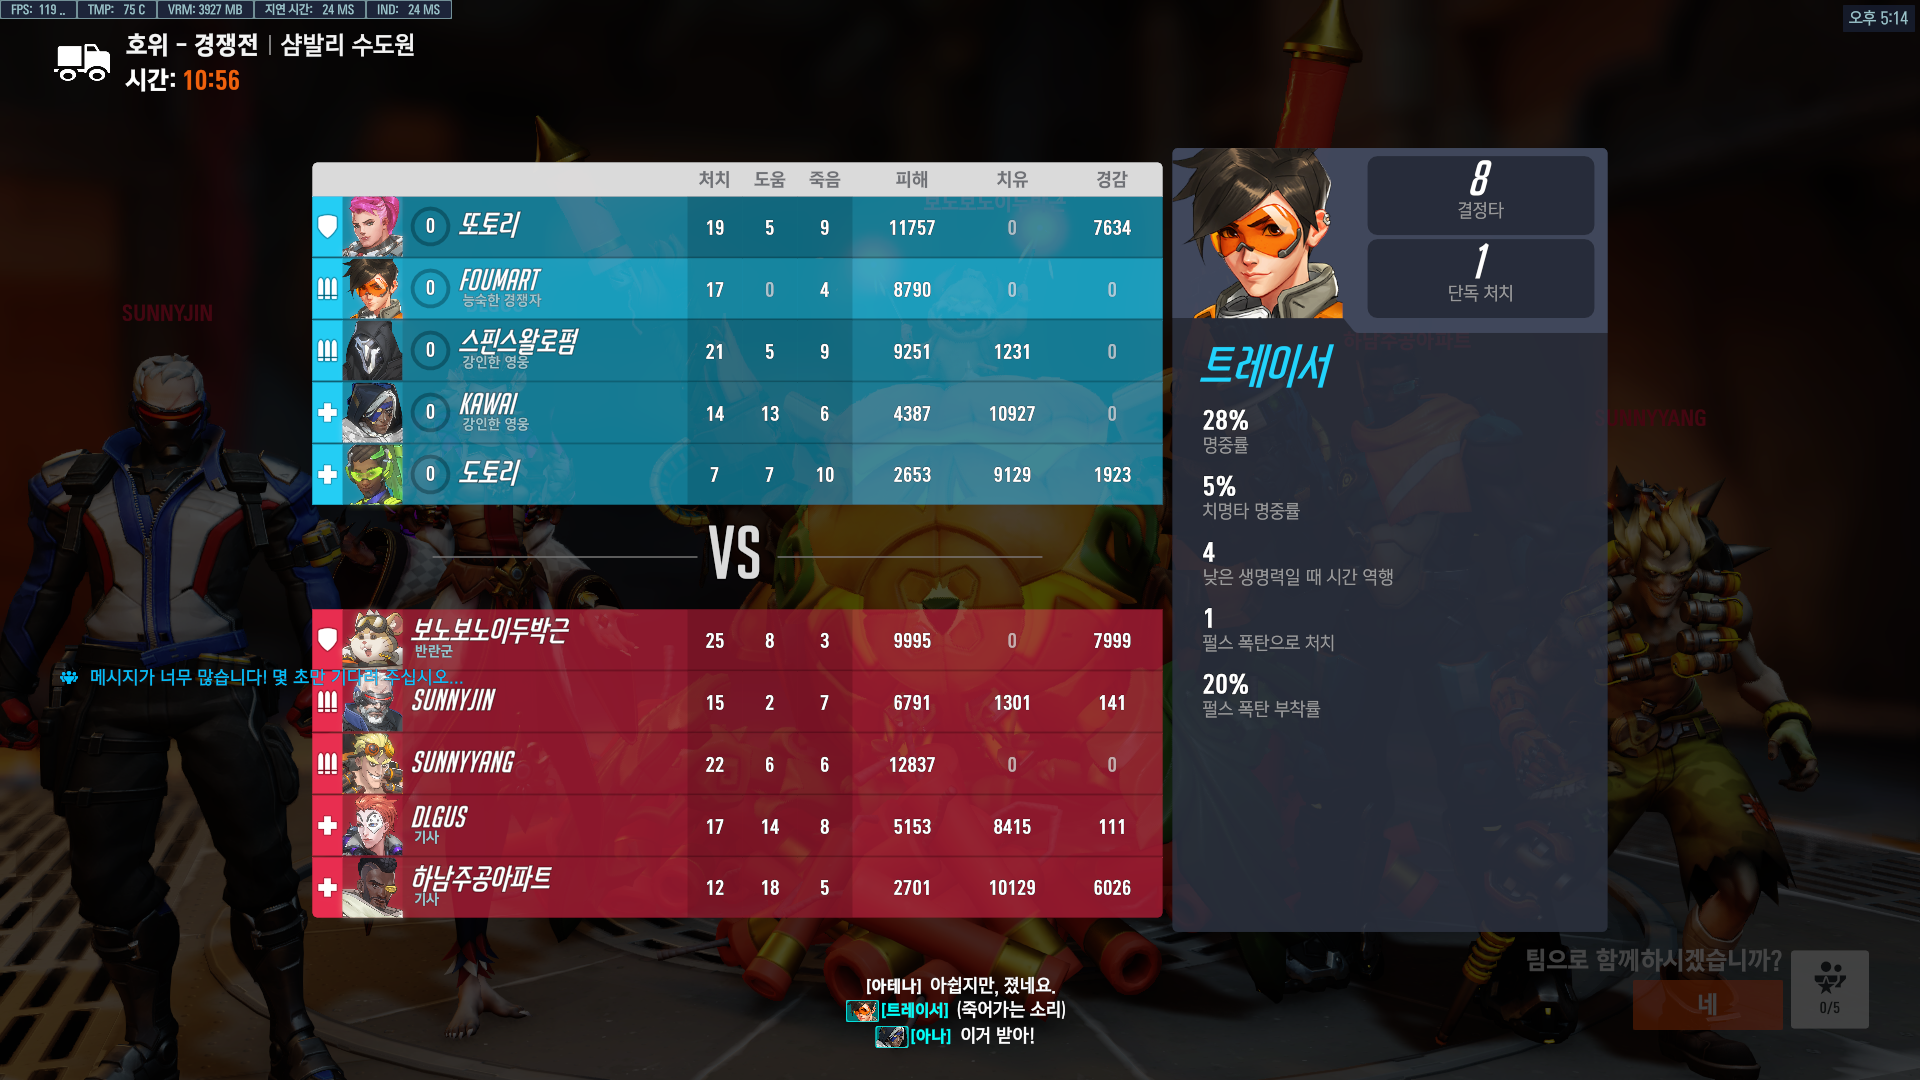 FPS: 119 .. TMP: 75 C VRM: 3927 MB 지연 시간: 24 MS IND: 24 MS
오후 5:14
호위 - 경쟁전 | 샴발리 수도원
시간: 10:56
처치 도움 죽음 피해 치유 경감
0 또토리 19 5 9 11757 0 7634
0 FOUMART 17 0 4 8790 0 0
능숙한 경쟁자
0 스핀스왈로펌 21 5 9 9251 1231 0
강인한 영웅
0 KAWAI 14 13 6 4387 10927 0
강인한 영웅
0 도토리 7 7 10 2653 9129 1923
VS
보노보노이두박근 25 8 3 9995 0 7999
반란군
SUNNYJIN 15 2 7 6791 1301 141
SUNNYYANG 22 6 6 12837 0 0
DLGUS 17 14 8 5153 8415 111
기사
하남주공아파트 12 18 5 2701 10129 6026
기사
8
결정타
1
단독 처치
트레이서
28%
명중률
5%
치명타 명중률
4
낮은 생명력일 때 시간 역행
1
펄스 폭탄으로 처치
20%
펄스 폭탄 부착률
SUNNYJIN
하남주공아파트
SUNNYYANG
메시지가 너무 많습니다! 몇 초만 기다려 주십시오...
[아테나] 아쉽지만, 졌네요.
[트레이서] (죽어가는 소리)
[아나] 이거 받아!
팀으로 함께하시겠습니까?
네
0/5